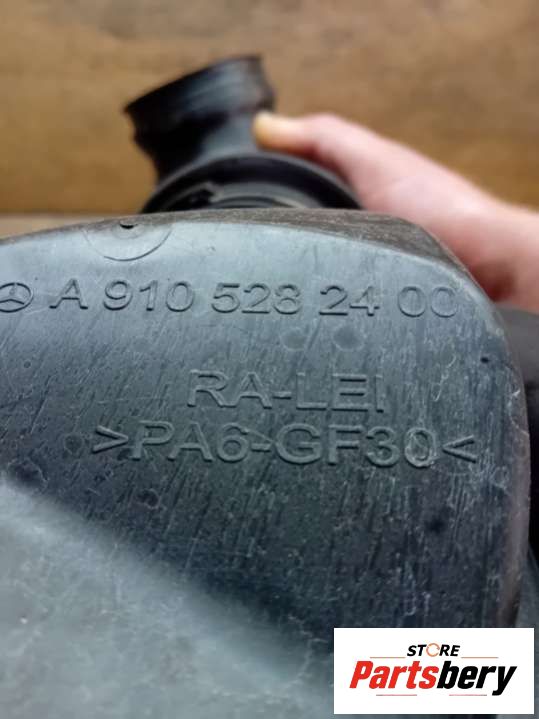 A 910 528 24 00
RA-LEI
>PA6-GF30<
STORE
Partsbery